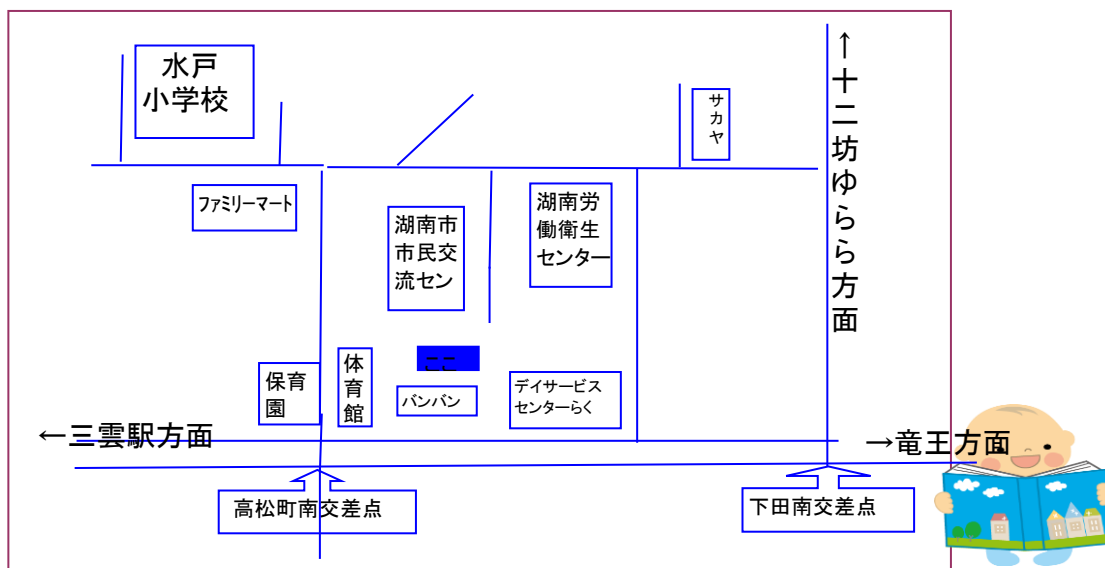 水戸
小学校
サカヤ
↑十二坊ゆらら方面
ファミリーマート
湖南市
市民交
流セン
湖南労
働衛生
センター
ここ
体育館
保育
園
バンバン
デイサービス
センターらく
←三雲駅方面
→竜王方面
高松町南交差点
下田南交差点